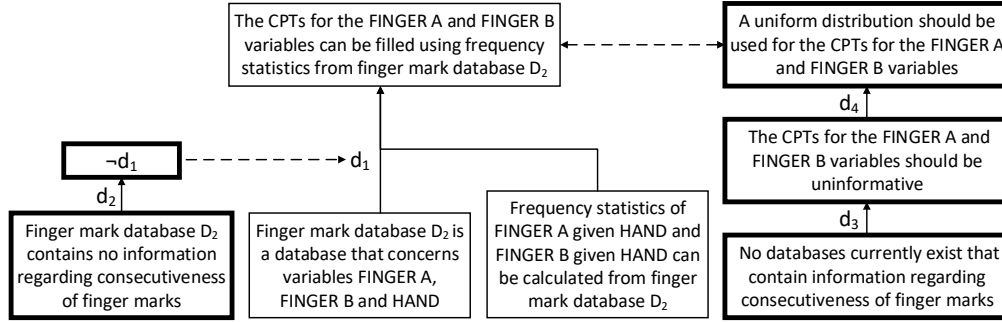 The CPTs for the FINGER A and FINGER B
variables can be filled using frequency
statistics from finger mark database D₂
A uniform distribution should be
used for the CPTs for the FINGER A
and FINGER B variables
d₄
¬d₁
d₁
The CPTs for the FINGER A and
FINGER B variables should be
uninformative
d₂
d₃
Finger mark database D₂
contains no information
regarding consecutiveness
of finger marks
Finger mark database D₂ is
a database that concerns
variables FINGER A,
FINGER B and HAND
Frequency statistics of
FINGER A given HAND and
FINGER B given HAND can
be calculated from finger
mark database D₂
No databases currently exist that
contain information regarding
consecutiveness of finger marks